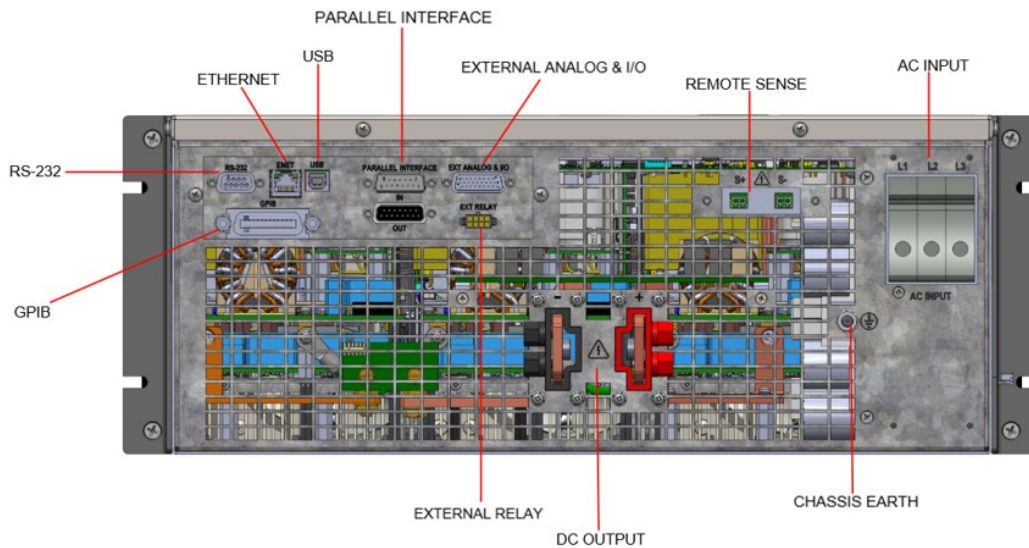 PARALLEL INTERFACE
USB
ETHERNET
EXTERNAL ANALOG & I/O
REMOTE SENSE
AC INPUT
RS-232
GPIB
RS-232
ENET
USB
PARALLEL INTERFACE
EXT ANALOG & I/O
IN
OUT
EXT RELAY
GPIB
S+
S-
L1 L2 L3
AC INPUT
-
+
EXTERNAL RELAY
DC OUTPUT
CHASSIS EARTH